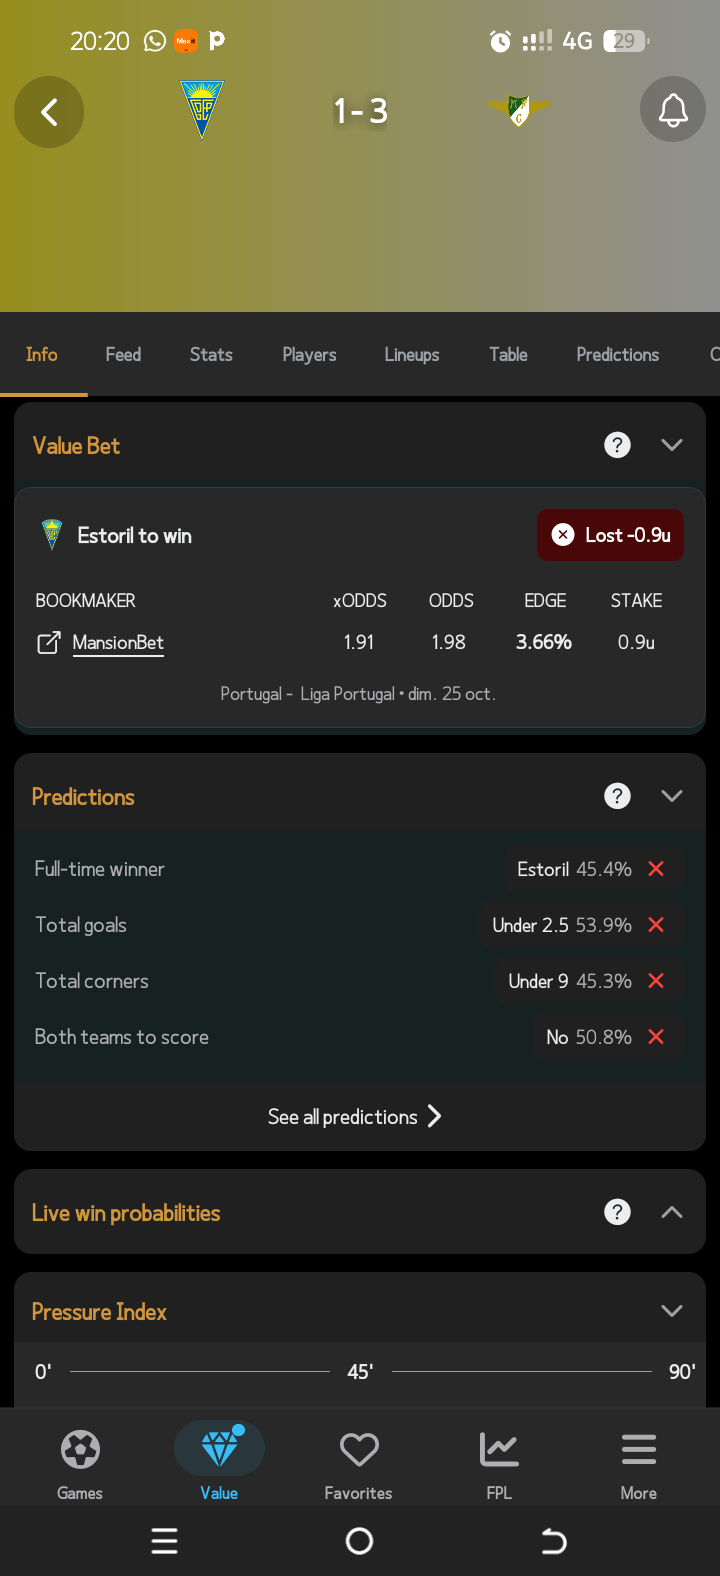 20:20
4G 29
1 - 3
Info Feed Stats Players Lineups Table Predictions
Value Bet ?
Estoril to win Lost -0.9u
BOOKMAKER xODDS ODDS EDGE STAKE
MansionBet 1.91 1.98 3.66% 0.9u
Portugal - Liga Portugal • dim. 25 oct.
Predictions ?
Full-time winner Estoril 45.4%
Total goals Under 2.5 53.9%
Total corners Under 9 45.3%
Both teams to score No 50.8%
See all predictions
Live win probabilities ?
Pressure Index
0' 45' 90'
Games Value Favorites FPL More